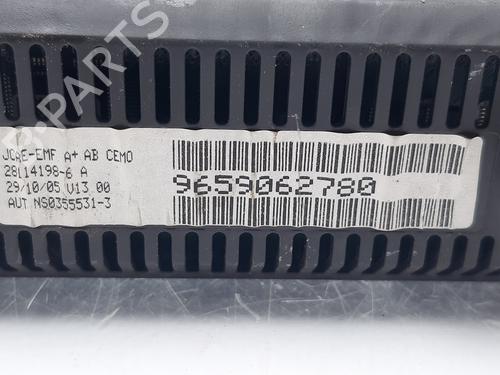 B-PARTS
JCAE-EMF A+ AB CEMO
28114198-6 A
29/10/05 V13.00
AUT NS0355531-3
9659062780